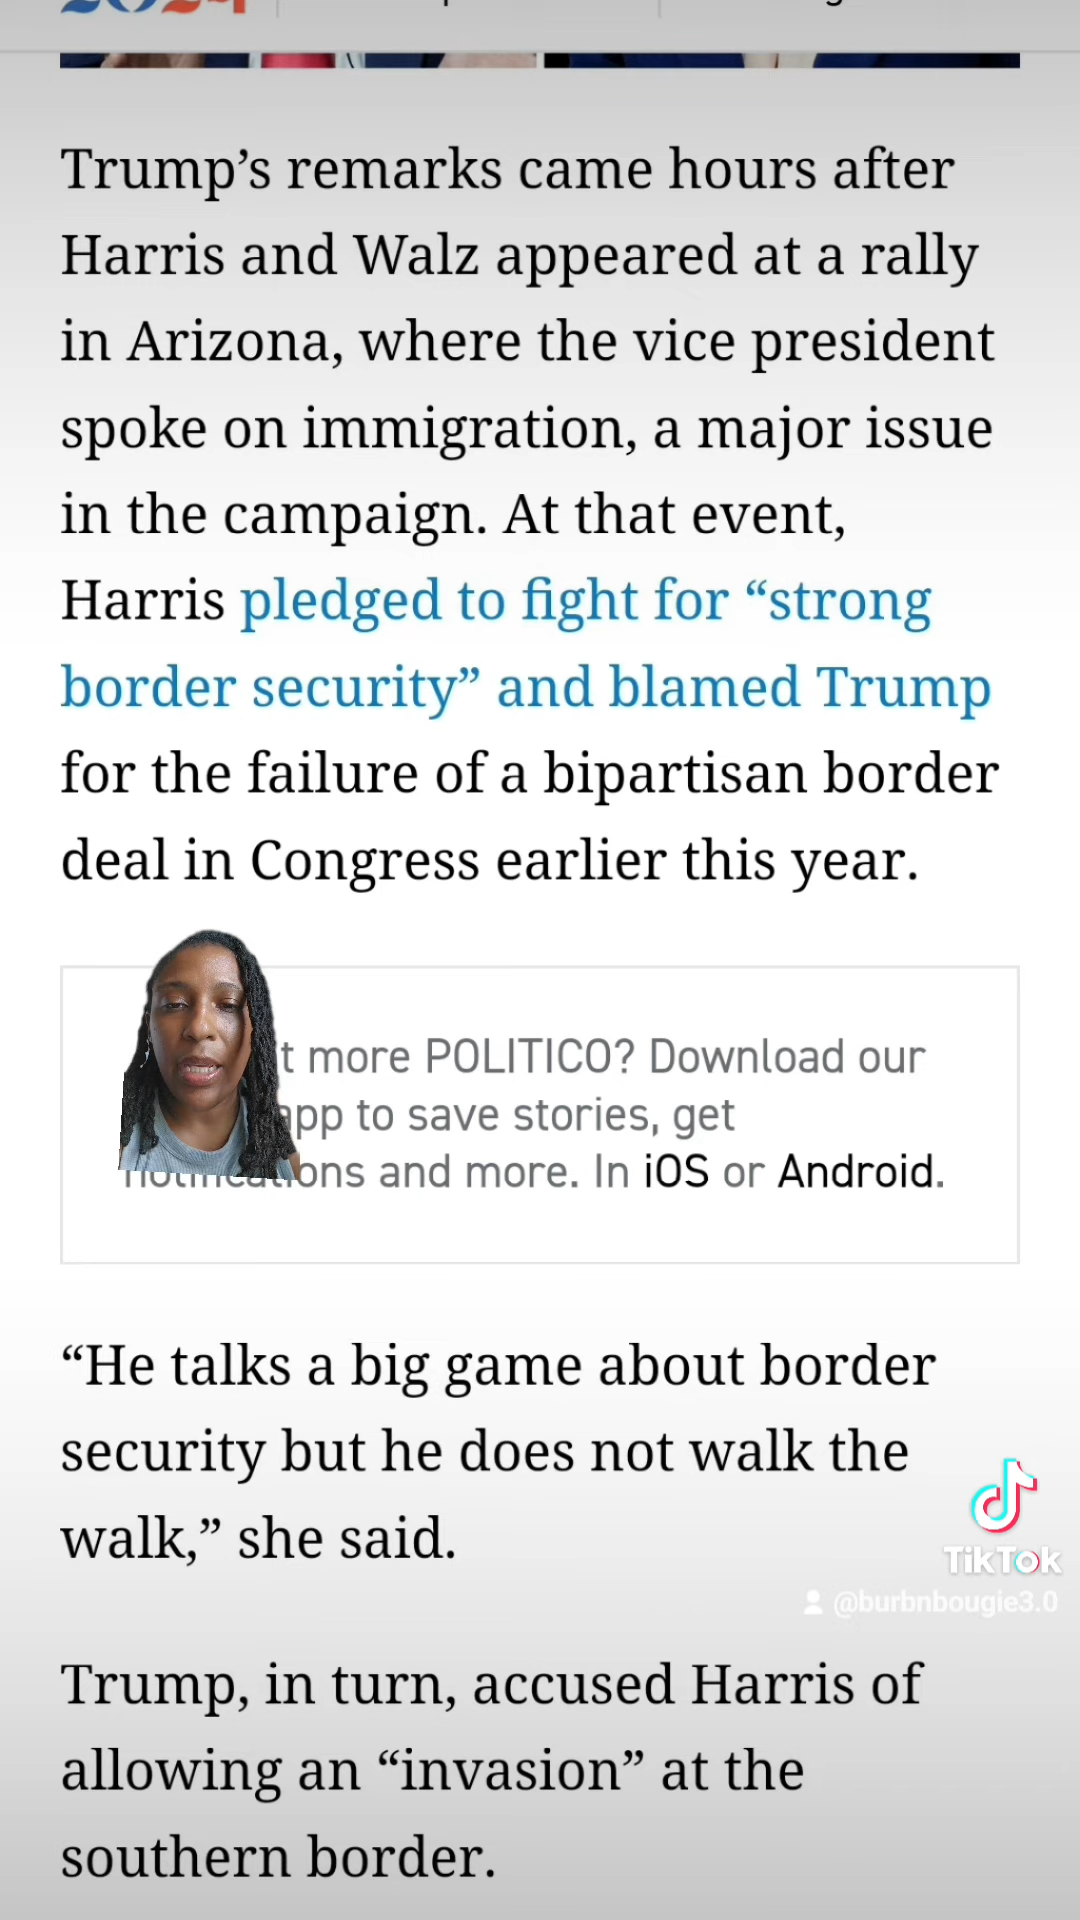 2024
Trump’s remarks came hours after
Harris and Walz appeared at a rally
in Arizona, where the vice president
spoke on immigration, a major issue
in the campaign. At that event,
Harris pledged to fight for “strong
border security” and blamed Trump
for the failure of a bipartisan border
deal in Congress earlier this year.
more POLITICO? Download our
app to save stories, get
and more. In iOS or Android.
“He talks a big game about border
security but he does not walk the
walk,” she said.
TikTok
@burbnbougie3.0
Trump, in turn, accused Harris of
allowing an “invasion” at the
southern border.